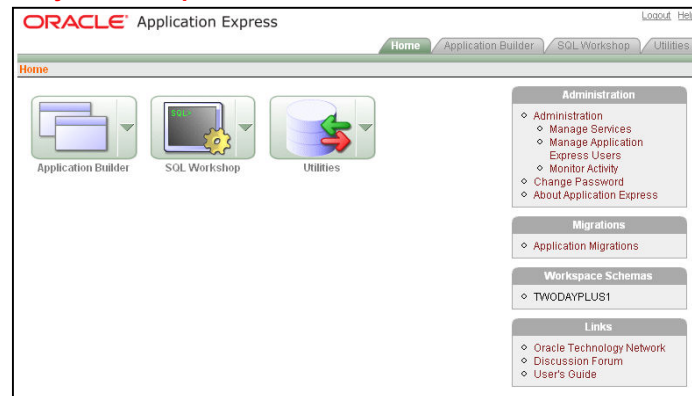 ORACLE Application Express
Logout Hel
Home Application Builder SQL Workshop Utilities
Home
SQL>
Application Builder SQL Workshop Utilities
Administration
Administration
Manage Services
Manage Application
Express Users
Monitor Activity
Change Password
About Application Express
Migrations
Application Migrations
Workspace Schemas
TWODAYPLUS1
Links
Oracle Technology Network
Discussion Forum
User's Guide